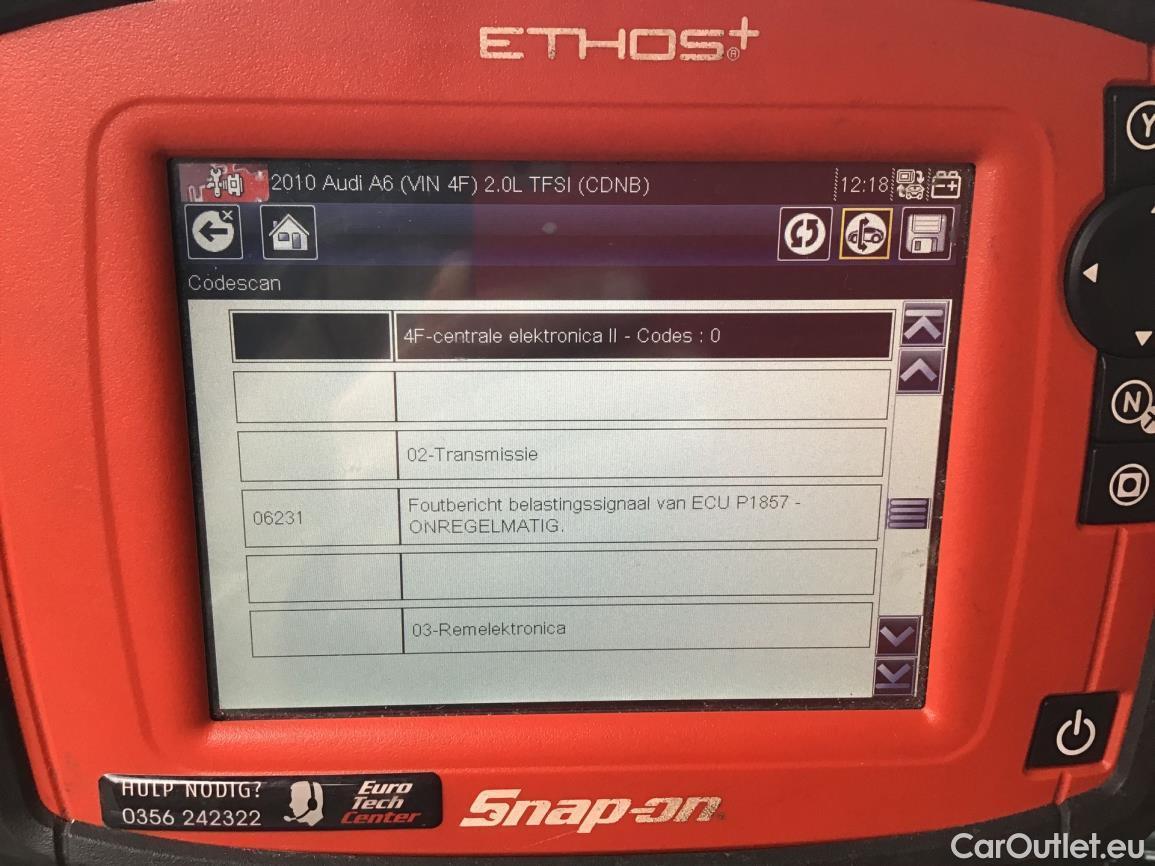 ETHOS+®
Y
2010 Audi A6 (VIN 4F) 2.0L TFSI (CDNB)
12:18
Codescan
4F-centrale elektronica II - Codes : 0
02-Transmissie
06231
Foutbericht belastingssignaal van ECU P1857 -
ONREGELMATIG.
03-Remelektronica
N
HULP NODIG?
0356 242322
Euro
Tech
Center
Snap-on
CarOutlet.eu